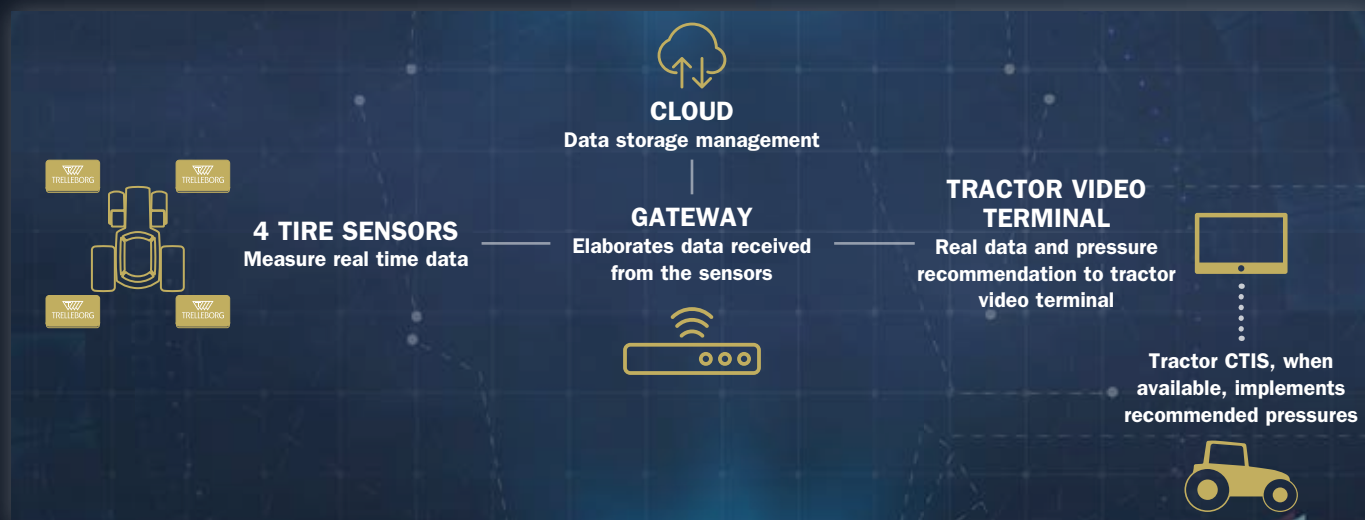 CLOUD
Data storage management
TRELLEBORG
TRELLEBORG
4 TIRE SENSORS
Measure real time data
TRELLEBORG
TRELLEBORG
GATEWAY
Elaborates data received
from the sensors
TRACTOR VIDEO
TERMINAL
Real data and pressure
recommendation to tractor
video terminal
Tractor CTIS, when
available, implements
recommended pressures